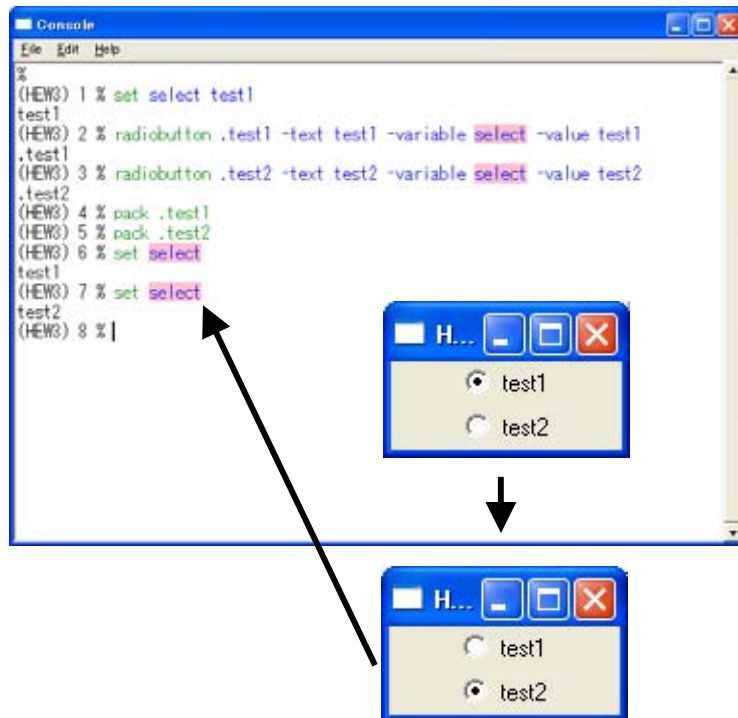 Console
File Edit Help
%
(HEW3) 1 % set select test1
test1
(HEW3) 2 % radiobutton .test1 -text test1 -variable select -value test1
.test1
(HEW3) 3 % radiobutton .test2 -text test2 -variable select -value test2
.test2
(HEW3) 4 % pack .test1
(HEW3) 5 % pack .test2
(HEW3) 6 % set select
test1
(HEW3) 7 % set select
test2
(HEW3) 8 %
H...
test1
test2
H...
test1
test2